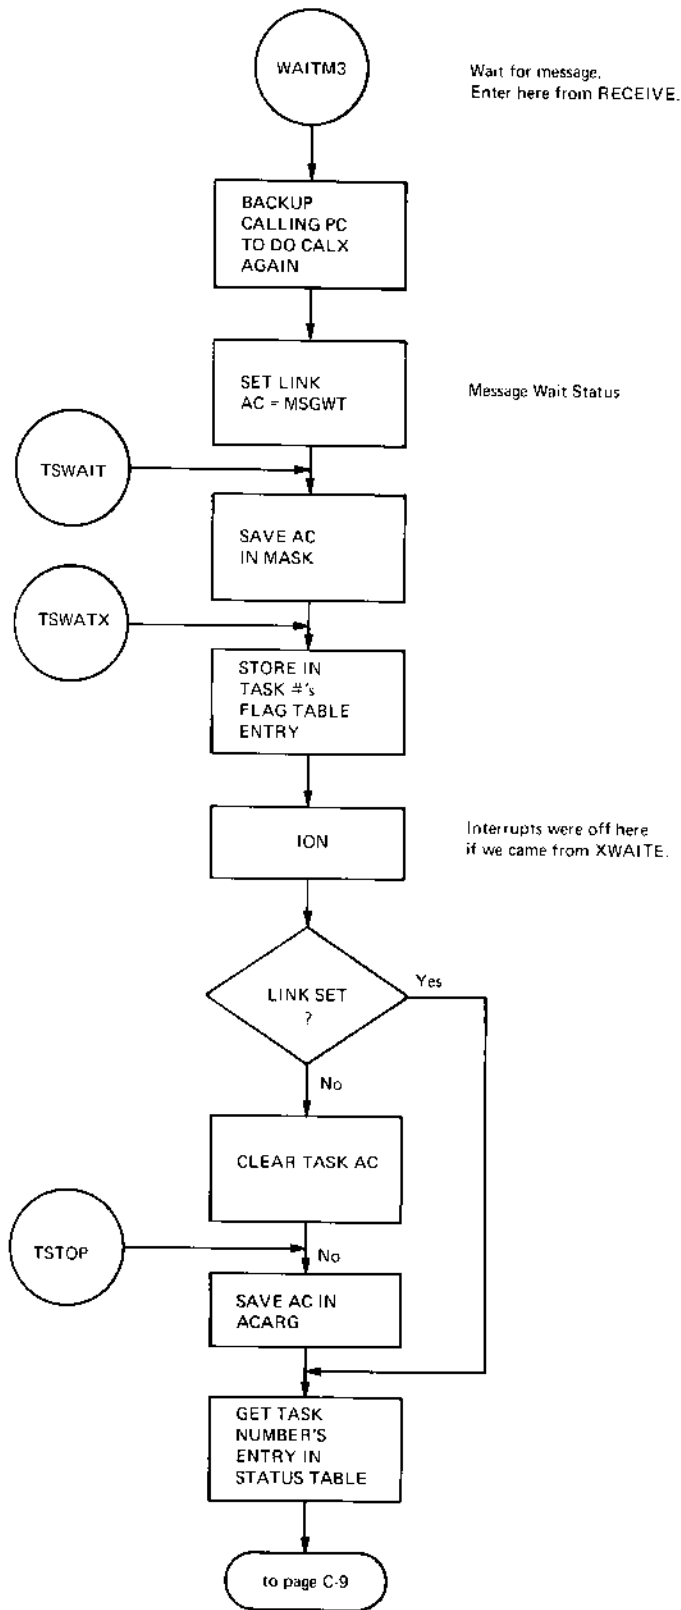 WAITM3
Wait for message.
Enter here from RECEIVE.
BACKUP
CALLING PC
TO DO CALX
AGAIN
SET LINK
AC = MSGWT
Message Wait Status
TSWAIT
SAVE AC
IN MASK
TSWATX
STORE IN
TASK #'s
FLAG TABLE
ENTRY
ION
Interrupts were off here
if we came from XWAITE.
LINK SET
?
Yes
No
CLEAR TASK AC
TSTOP
No
SAVE AC IN
ACARG
GET TASK
NUMBER'S
ENTRY IN
STATUS TABLE
to page C-9